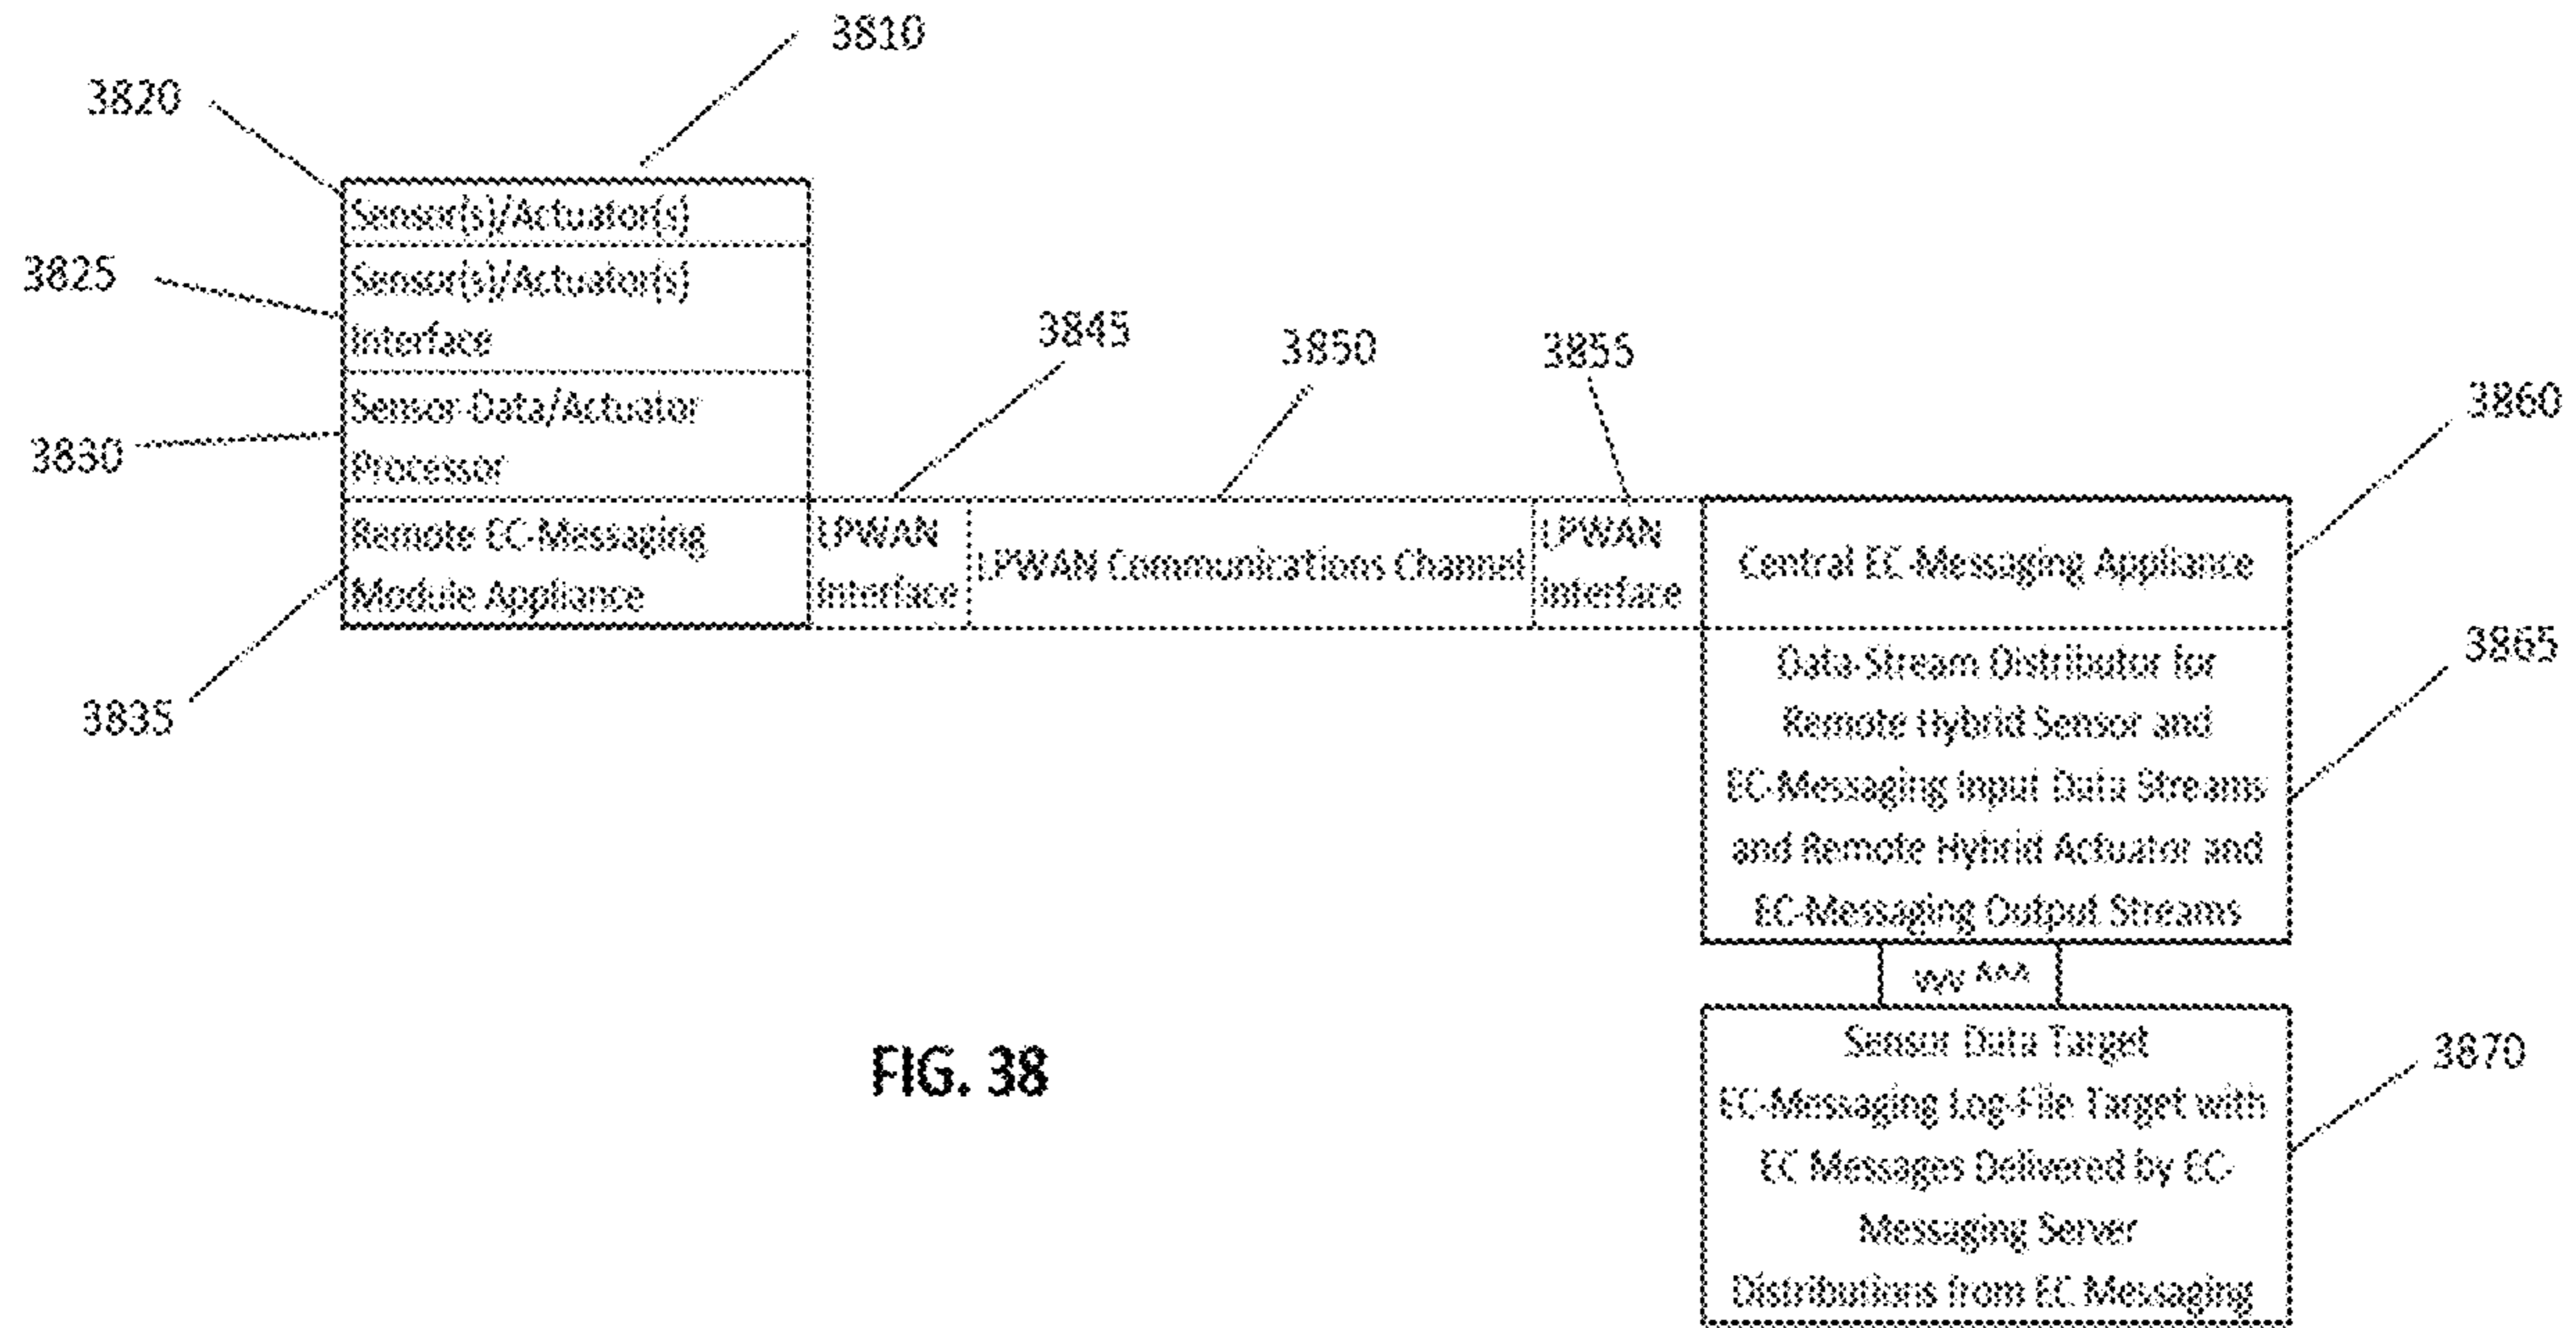 3810
3820
Sensor(s)/Actuator(s)
3825
Sensor(s)/Actuator(s)
Interface
3830
Sensor-Data/Actuator
Processor
3835
Remote EC-Messaging
Module Appliance
3845
LPWAN
Interface
3850
LPWAN Communications Channel
3855
LPWAN
Interface
3860
Central EC-Messaging Appliance
3865
Data-Stream Distributor for
Remote Hybrid Sensor and
EC-Messaging Input Data Streams
and Remote Hybrid Actuator and
EC-Messaging Output Streams
vvv ^^^
3870
Sensor Data Target
EC-Messaging Log-File Target with
EC Messages Delivered by EC-
Messaging Server
Distributions from EC Messaging
FIG. 38